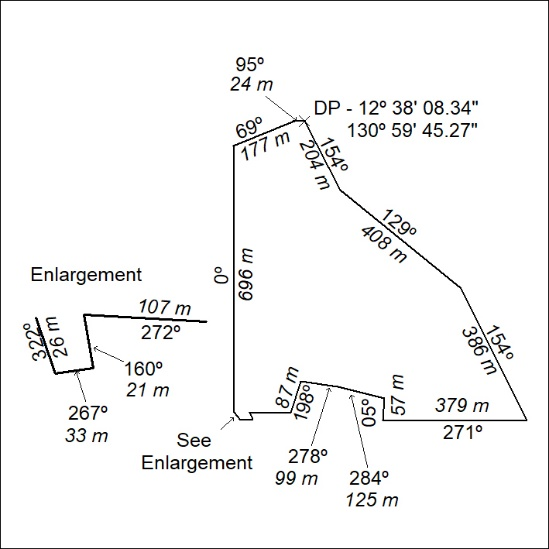 95º
24 m
DP - 12º 38' 08.34"
130º 59' 45.27"
69º
177 m
154º
204 m
129º
408 m
0º
696 m
Enlargement
107 m
272º
322º
26 m
160º
21 m
267º
33 m
154º
386 m
87 m
198º
57 m
05º
379 m
271º
See
Enlargement
278º
99 m
284º
125 m